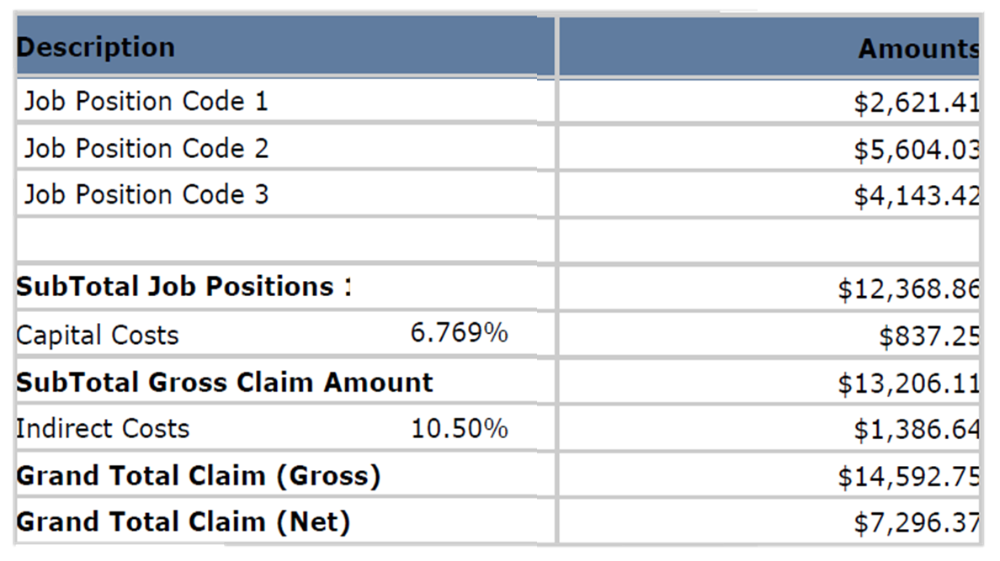 Description Amounts
Job Position Code 1 $2,621.41
Job Position Code 2 $5,604.03
Job Position Code 3 $4,143.42
SubTotal Job Positions 1 $12,368.86
Capital Costs 6.769% $837.25
SubTotal Gross Claim Amount $13,206.11
Indirect Costs 10.50% $1,386.64
Grand Total Claim (Gross) $14,592.75
Grand Total Claim (Net) $7,296.37